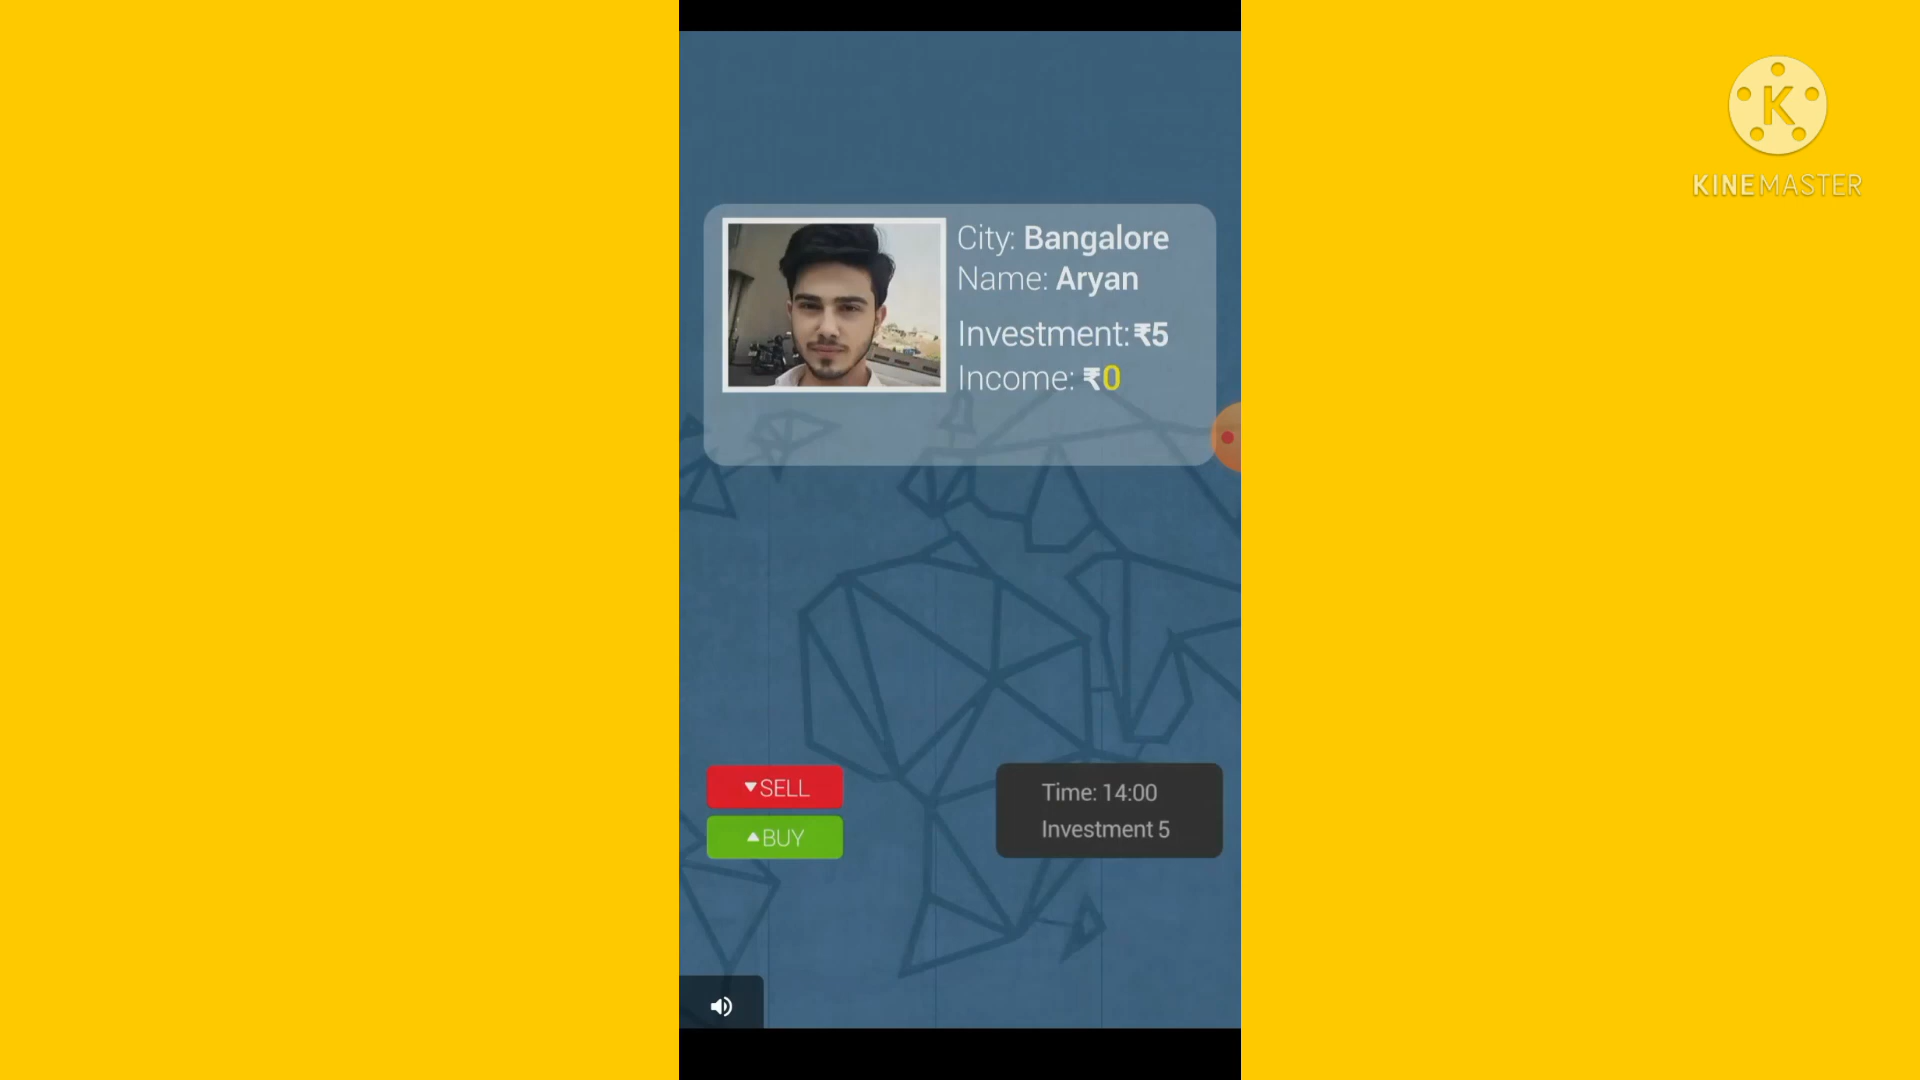 K
KINEMASTER
City: Bangalore
Name: Aryan
Investment:₹5
Income: ₹0
▼SELL
▲BUY
Time: 14:00
Investment 5